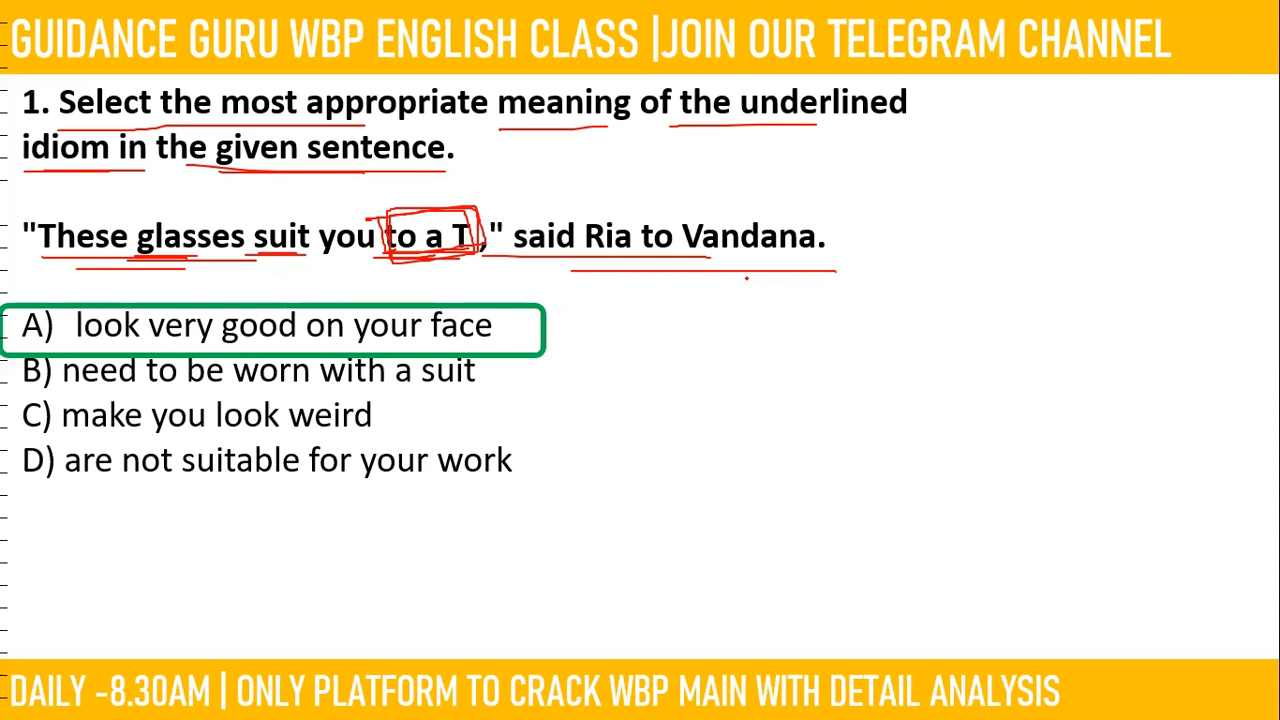 GUIDANCE GURU WBP ENGLISH CLASS |JOIN OUR TELEGRAM CHANNEL
1. Select the most appropriate meaning of the underlined
idiom in the given sentence.
"These glasses suit you to a T," said Ria to Vandana.
A) look very good on your face
B) need to be worn with a suit
C) make you look weird
D) are not suitable for your work
DAILY -8.30AM | ONLY PLATFORM TO CRACK WBP MAIN WITH DETAIL ANALYSIS